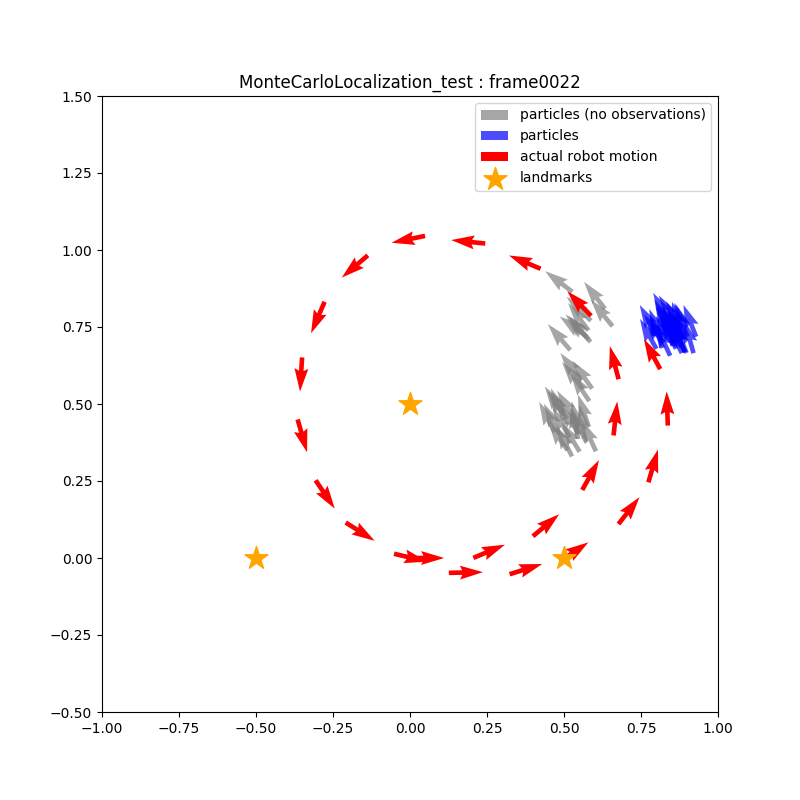 MonteCarloLocalization_test : frame0022
particles (no observations)
particles
actual robot motion
landmarks
1.50
1.25
1.00
0.75
0.50
0.25
0.00
−0.25
−0.50
−1.00 −0.75 −0.50 −0.25 0.00 0.25 0.50 0.75 1.00